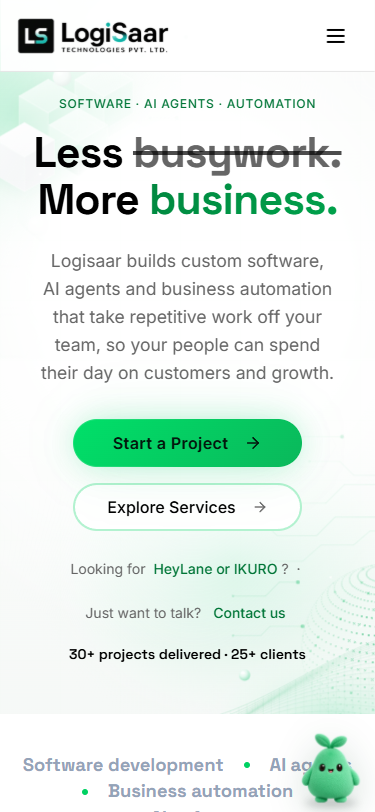 LS LogiSaar
TECHNOLOGIES PVT. LTD.
SOFTWARE · AI AGENTS · AUTOMATION
Less busywork.
More business.
Logisaar builds custom software,
AI agents and business automation
that take repetitive work off your
team, so your people can spend
their day on customers and growth.
Start a Project →
Explore Services →
Looking for HeyLane or IKURO ? ·
Just want to talk? Contact us
30+ projects delivered · 25+ clients
Software development • AI
• Business automation